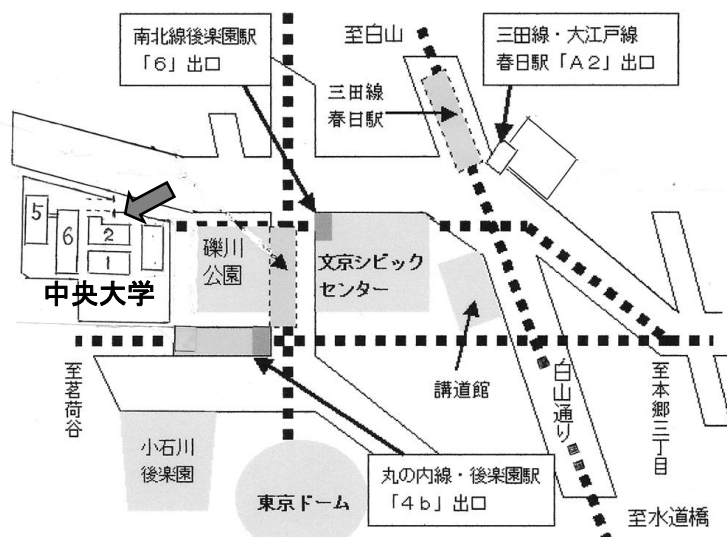 南北線後楽園駅
「6」出口
至白山
三田線・大江戸線
春日駅「A2」出口
三田線
春日駅
5
6
2
1
中央大学
礫川
公園
文京シビック
センター
講道館
至茗荷谷
白山通り
至本郷三丁目
小石川
後楽園
東京ドーム
丸の内線・後楽園駅
「4b」出口
至水道橋